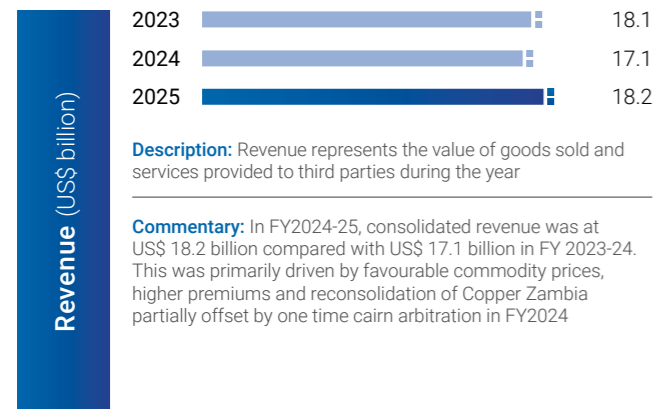 Revenue (US$ billion)
2023 18.1
2024 17.1
2025 18.2
Description: Revenue represents the value of goods sold and
services provided to third parties during the year
Commentary: In FY2024-25, consolidated revenue was at
US$ 18.2 billion compared with US$ 17.1 billion in FY 2023-24.
This was primarily driven by favourable commodity prices,
higher premiums and reconsolidation of Copper Zambia
partially offset by one time cairn arbitration in FY2024